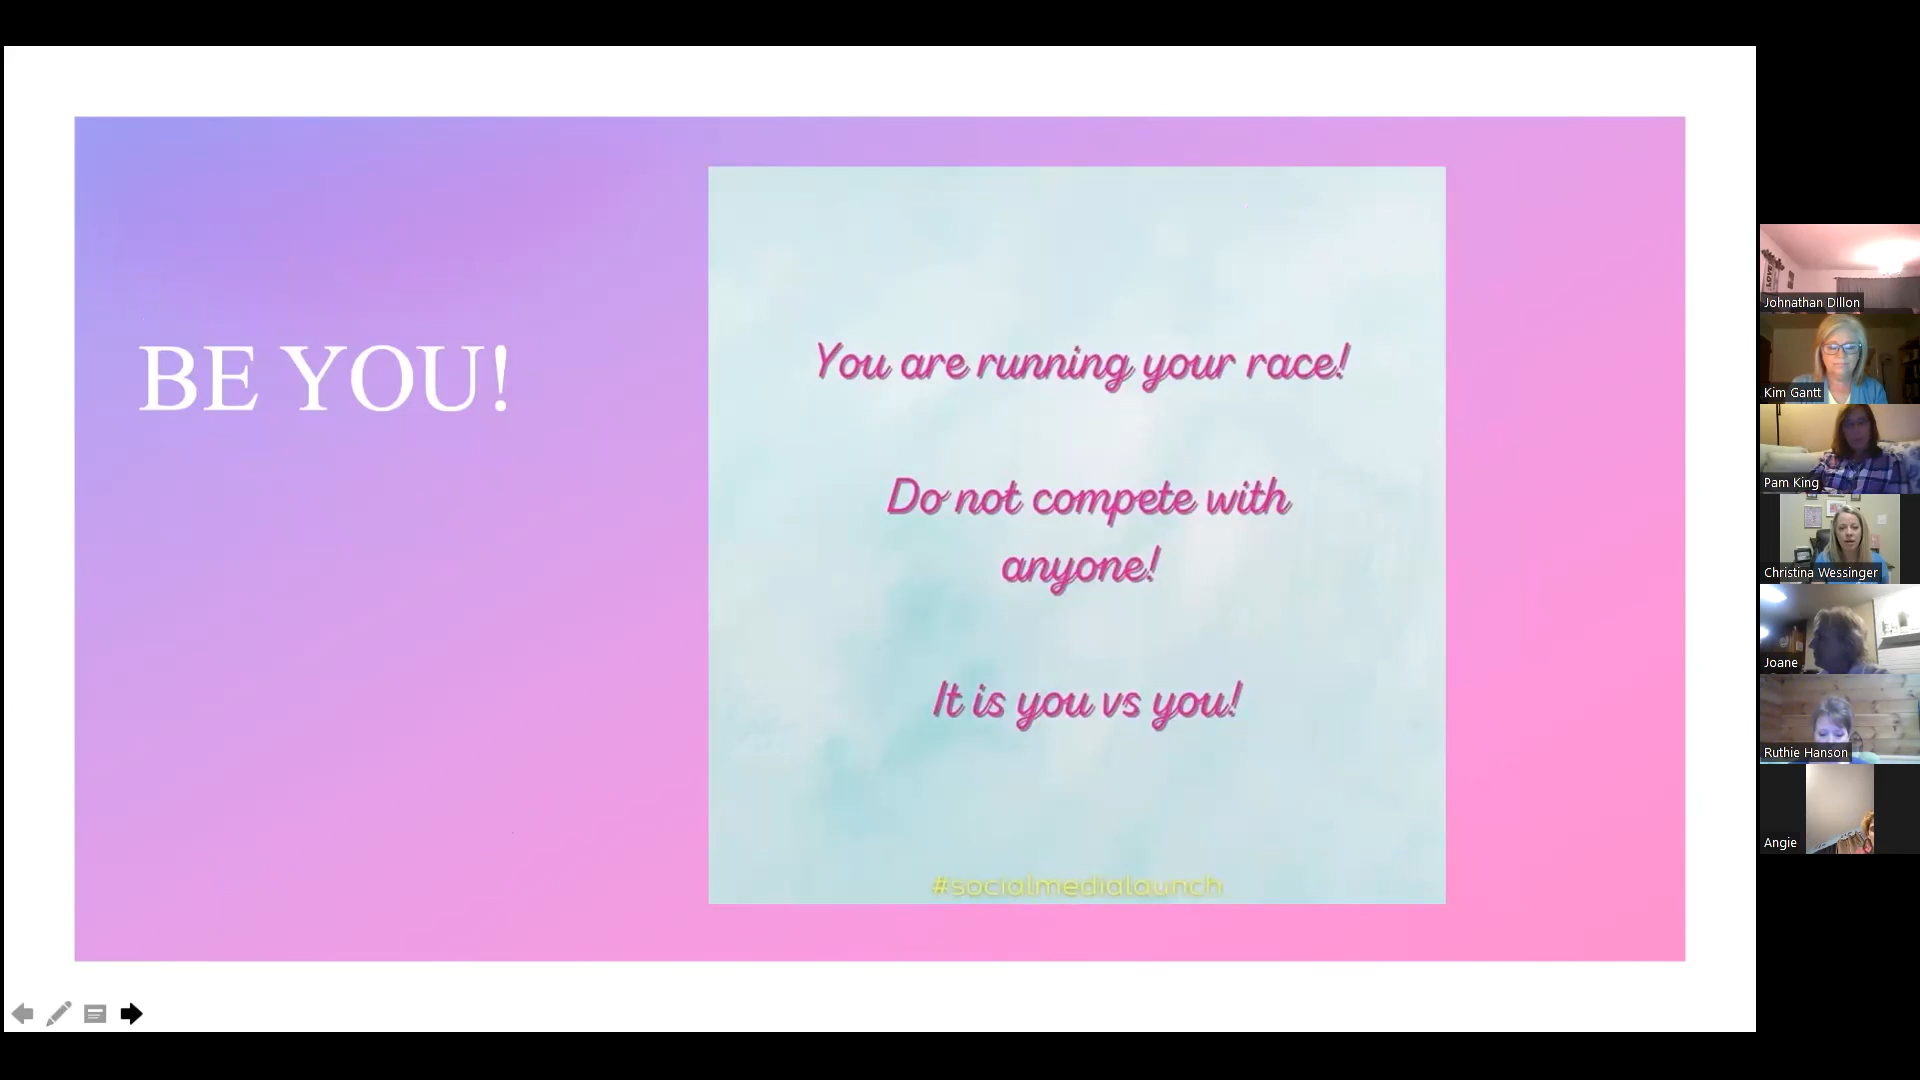 BE YOU!
You are running your race!
Do not compete with
anyone!
It is you vs you!
#socialmedialaunch
Johnathan DIllon
Kim Gantt
Pam King
Christina Wessinger
Joane
Ruthie Hanson
Angie